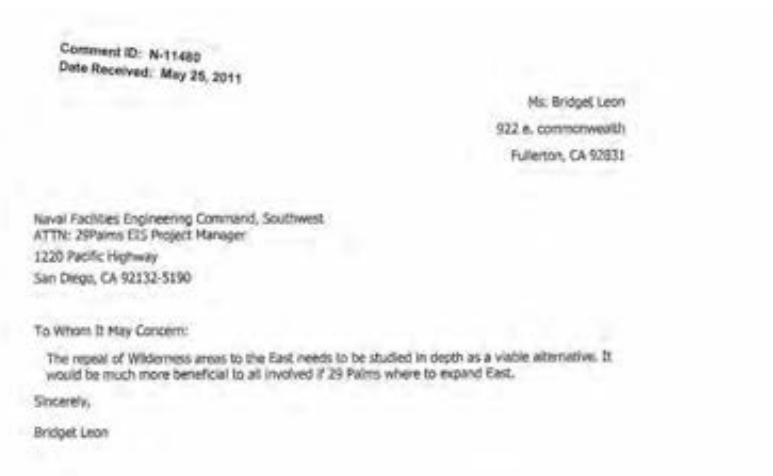 Comment ID: N-11480
Date Received: May 25, 2011
Ms. Bridget Leon
922 e. commonwealth
Fullerton, CA 92831
Naval Facilities Engineering Command, Southwest
ATTN: 29Palms EIS Project Manager
1220 Pacific Highway
San Diego, CA 92132-5190
To Whom It May Concern:
The repeal of Wilderness areas to the East needs to be studied in depth as a viable alternative. It
would be much more beneficial to all involved if 29 Palms where to expand East.
Sincerely,
Bridget Leon